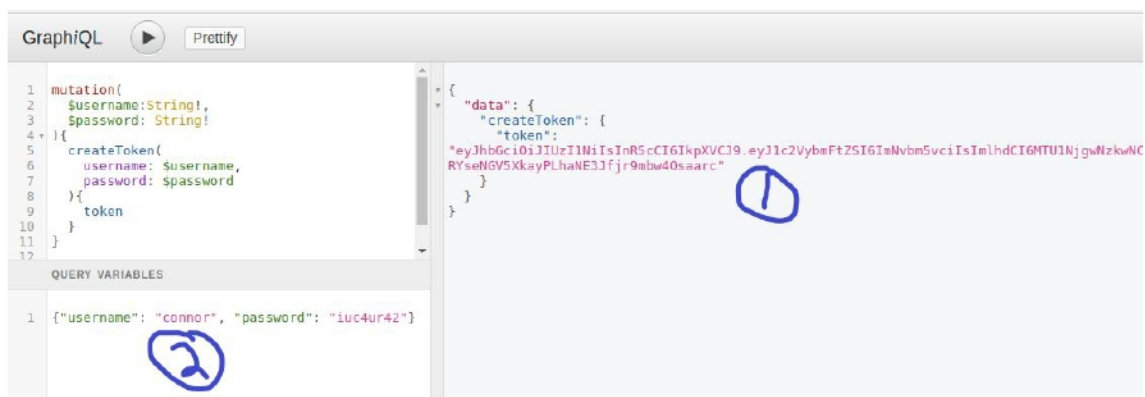 GraphiQL Prettify
1 mutation(
2 $username:String!,
3 $password: String!
4 ){
5 createToken(
6 username: $username,
7 password: $password
8 ){
9 token
10 }
11 }
12
QUERY VARIABLES
1 {"username": "connor", "password": "iuc4ur42"}
2
{
"data": {
"createToken": {
"token":
"eyJhbGciOiJIUzI1NiIsInR5cCI6IkpXVCJ9.eyJ1c2VybmFtZSI6ImNvbm5vciIsImlhdCI6MTU1NjgwNzkwNC
RYseNGV5XkayPLhaNE3Jfjr9mbw4Osaarc"
}
}
}
1